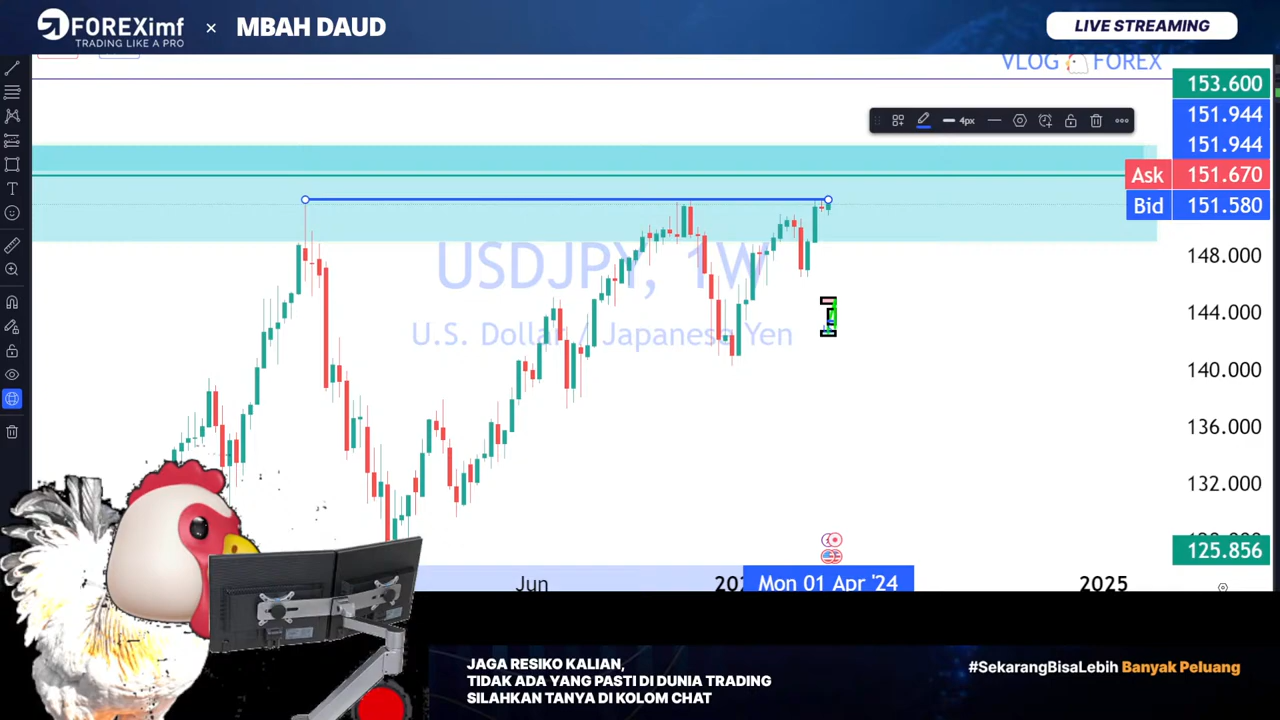 FOREXimf
TRADING LIKE A PRO
×
MBAH DAUD
LIVE STREAMING
VLOG FOREX
153.600
4px
151.944
151.944
Ask 151.670
Bid 151.580
USDJPY, 1W
148.000
U.S. Dollar / Japanese Yen
144.000
140.000
136.000
132.000
125.856
Jun
Mon 01 Apr '24
2025
JAGA RESIKO KALIAN,
TIDAK ADA YANG PASTI DI DUNIA TRADING
SILAHKAN TANYA DI KOLOM CHAT
#SekarangBisaLebih Banyak Peluang